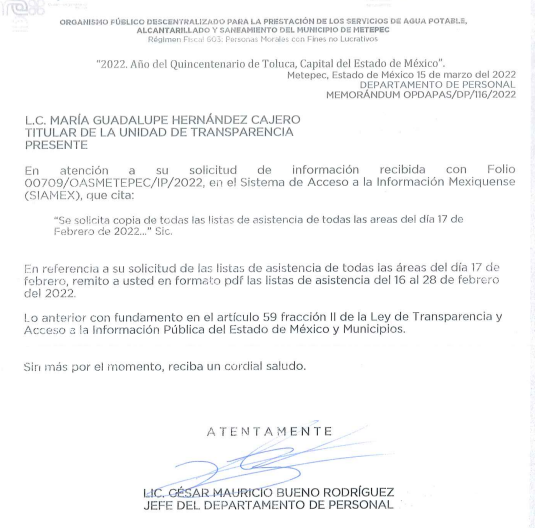 ORGANISMO PÚBLICO DESCENTRALIZADO PARA LA PRESTACIÓN DE LOS SERVICIOS DE AGUA POTABLE,
ALCANTARILLADO Y SANEAMIENTO DEL MUNICIPIO DE METEPEC
Régimen Fiscal 603: Personas Morales con Fines no Lucrativos
"2022. Año del Quincentenario de Toluca, Capital del Estado de México".
Metepec, Estado de México 15 de marzo del 2022
DEPARTAMENTO DE PERSONAL
MEMORÁNDUM OPDAPAS/DP/116/2022
L.C. MARÍA GUADALUPE HERNÁNDEZ CAJERO
TITULAR DE LA UNIDAD DE TRANSPARENCIA
PRESENTE
En atención a su solicitud de información recibida con Folio
00709/OASMETEPEC/IP/2022, en el Sistema de Acceso a la Información Mexiquense
(SIAMEX), que cita:
"Se solicita copia de todas las listas de asistencia de todas las areas del día 17 de
Febrero de 2022..." Sic.
En referencia a su solicitud de las listas de asistencia de todas las áreas del día 17 de
febrero, remito a usted en formato pdf las listas de asistencia del 16 al 28 de febrero
del 2022.
Lo anterior con fundamento en el artículo 59 fracción II de la Ley de Transparencia y
Acceso a la Información Pública del Estado de México y Municipios.
Sin más por el momento, reciba un cordial saludo.
ATENTAMENTE
LIC. CÉSAR MAURICIO BUENO RODRÍGUEZ
JEFE DEL DEPARTAMENTO DE PERSONAL